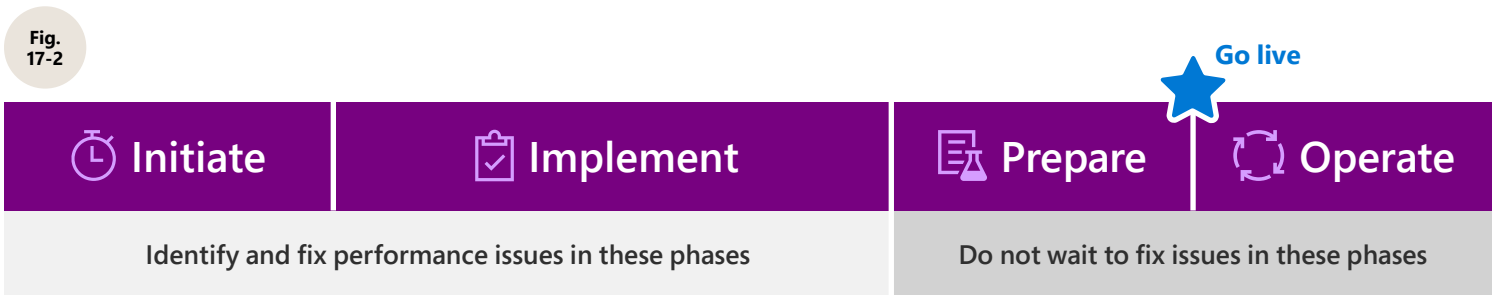 Fig.
17-2
Go live
Initiate
Implement
Prepare
Operate
Identify and fix performance issues in these phases
Do not wait to fix issues in these phases